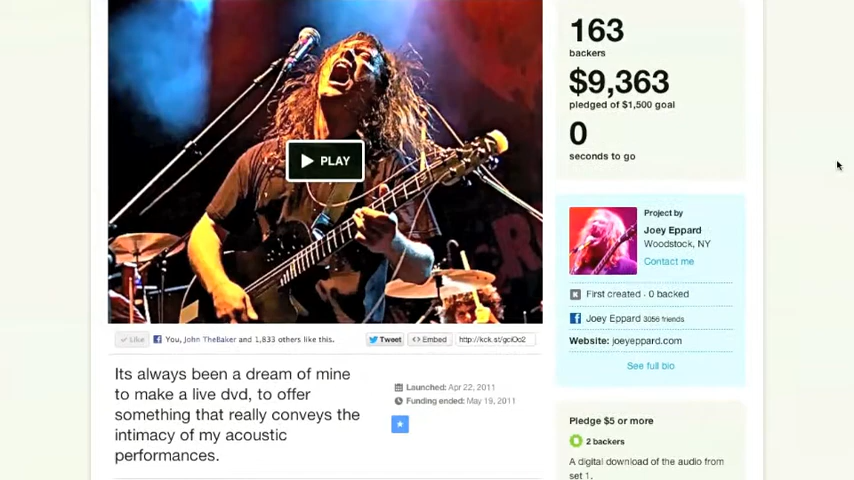 PLAY
163
backers
$9,363
pledged of $1,500 goal
0
seconds to go
Project by
Joey Eppard
Woodstock, NY
Contact me
First created · 0 backed
Joey Eppard 3056 friends
Website: joeyeppard.com
See full bio
Like
You, John TheBaker and 1,833 others like this.
Tweet
<> Embed
http://kck.st/gciOo2
Its always been a dream of mine
to make a live dvd, to offer
something that really conveys the
intimacy of my acoustic
performances.
Launched: Apr 22, 2011
Funding ended: May 19, 2011
Pledge $5 or more
2 backers
A digital download of the audio from
set 1.